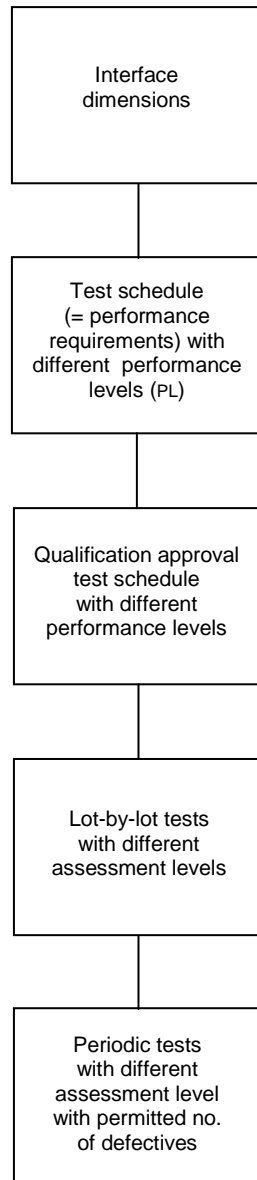 Interface
dimensions
Test schedule
(= performance
requirements) with
different performance
levels (PL)
Qualification approval
test schedule
with different
performance levels
Lot-by-lot tests
with different
assessment levels
Periodic tests
with different
assessment level
with permitted no.
of defectives